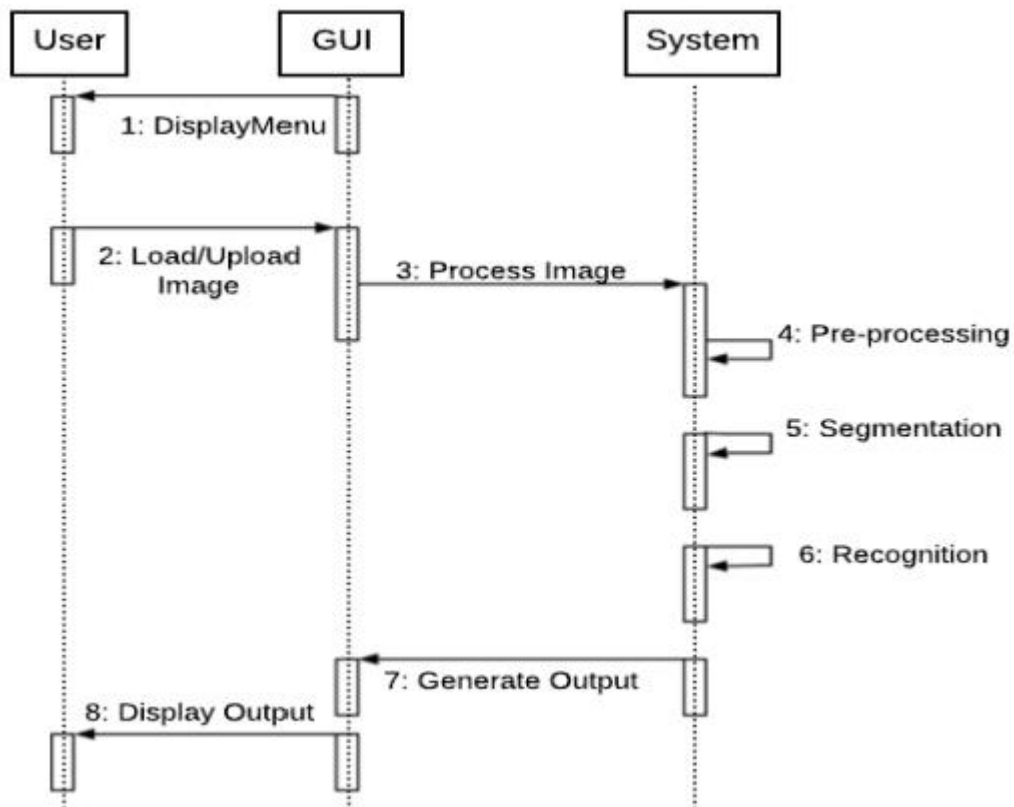 User
GUI
System
1: DisplayMenu
2: Load/Upload
Image
3: Process Image
4: Pre-processing
5: Segmentation
6: Recognition
7: Generate Output
8: Display Output